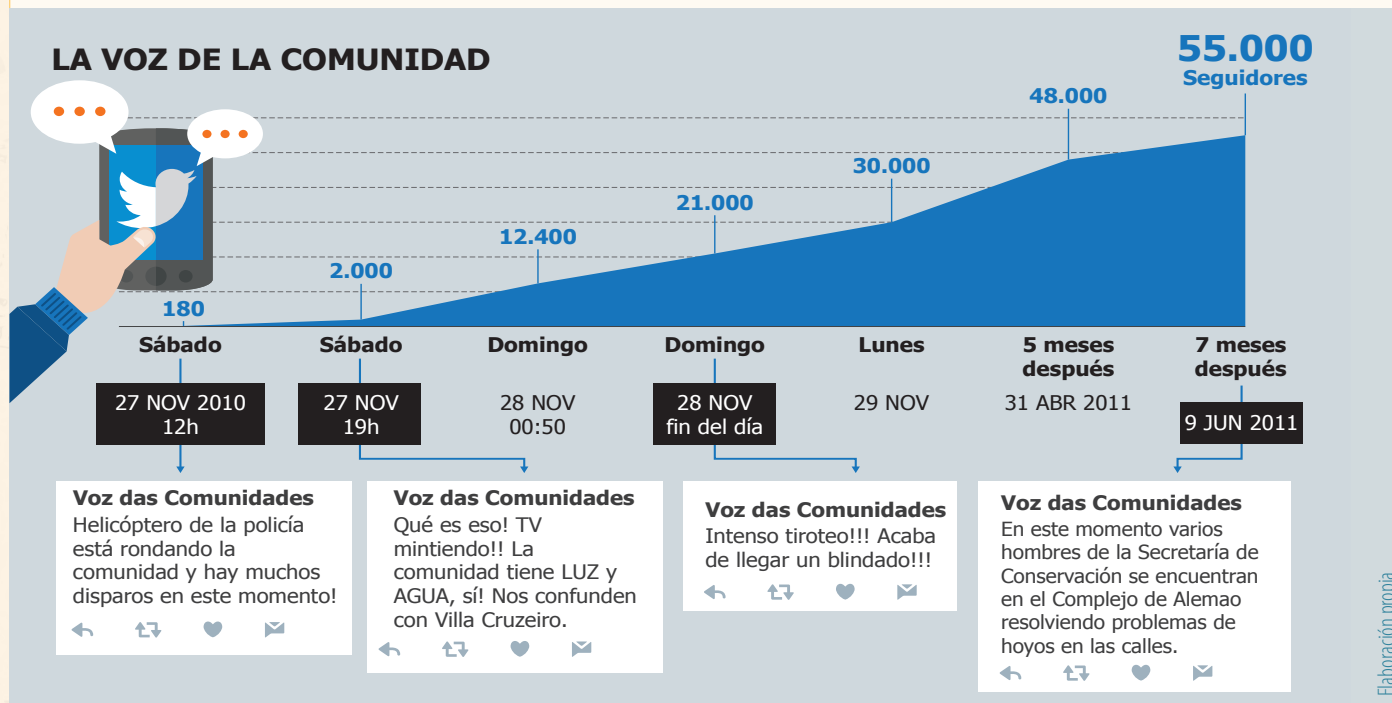 LA VOZ DE LA COMUNIDAD
55.000
Seguidores
48.000
30.000
21.000
12.400
2.000
180
Sábado
27 NOV 2010
12h
Sábado
27 NOV
19h
Domingo
28 NOV
00:50
Domingo
28 NOV
fin del día
Lunes
29 NOV
5 meses
después
31 ABR 2011
7 meses
después
9 JUN 2011
Voz das Comunidades
Helicóptero de la policía
está rondando la
comunidad y hay muchos
disparos en este momento!
Voz das Comunidades
Qué es eso! TV
mintiendo!! La
comunidad tiene LUZ y
AGUA, sí! Nos confunden
con Villa Cruzeiro.
Voz das Comunidades
Intenso tiroteo!!! Acaba
de llegar un blindado!!!
Voz das Comunidades
En este momento varios
hombres de la Secretaría de
Conservación se encuentran
en el Complejo de Alemao
resolviendo problemas de
hoyos en las calles.
Elaboración propia